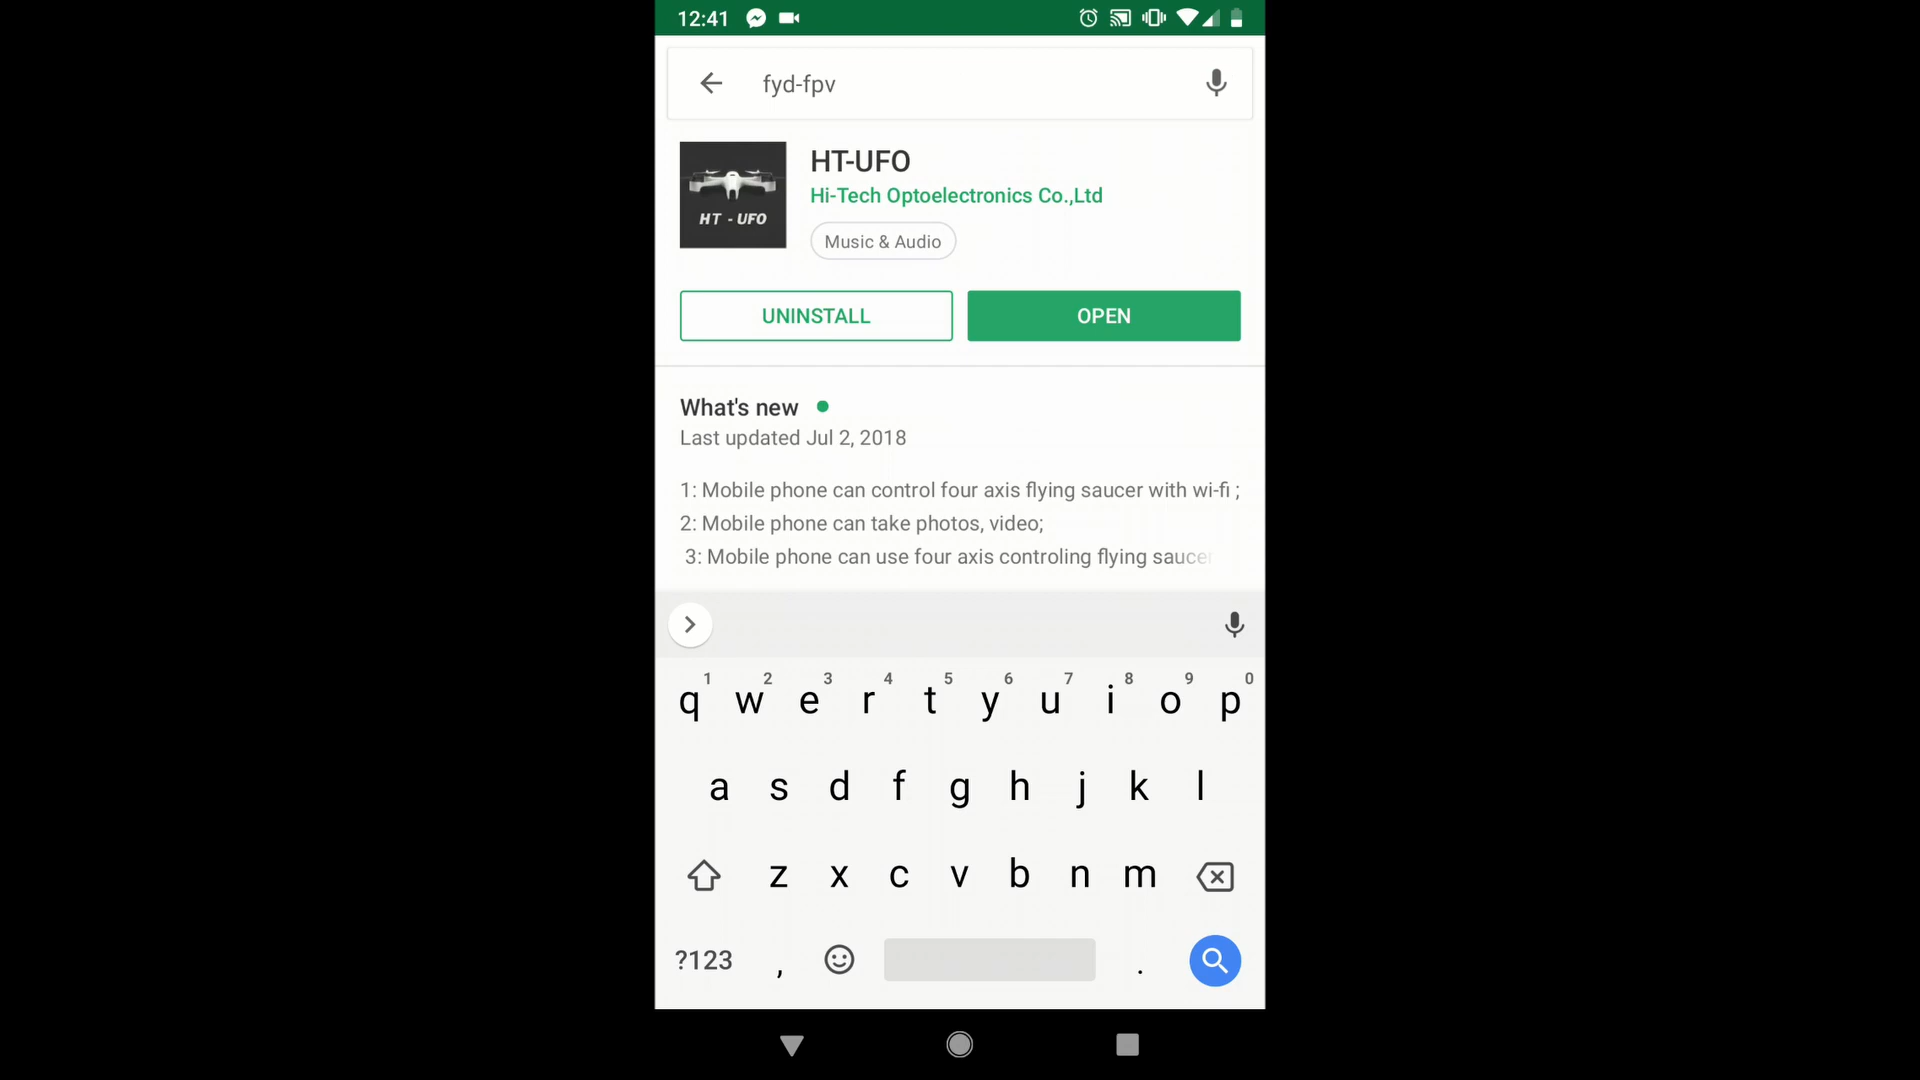 12:41
fyd-fpv
HT - UFO
HT-UFO
Hi-Tech Optoelectronics Co.,Ltd
Music & Audio
UNINSTALL
OPEN
What's new
Last updated Jul 2, 2018
1: Mobile phone can control four axis flying saucer with wi-fi ;
2: Mobile phone can take photos, video;
3: Mobile phone can use four axis controling flying saucer
1 2 3 4 5 6 7 8 9 0
q w e r t y u i o p
a s d f g h j k l
z x c v b n m
?123 , .